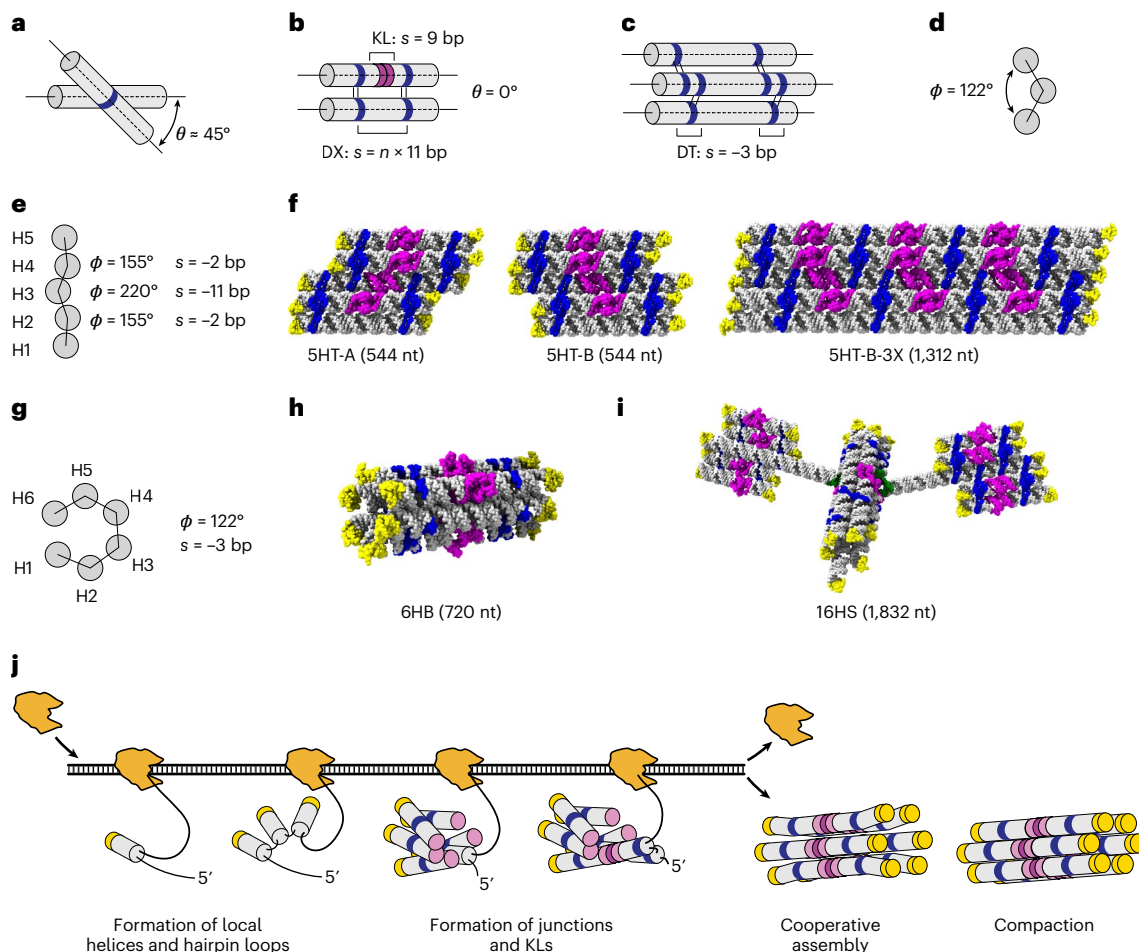 a
θ ≈ 45°
b
KL: s = 9 bp
θ = 0°
DX: s = n × 11 bp
c
DT: s = –3 bp
d
ϕ = 122°
e
H5
H4
H3
H2
H1
ϕ = 155° s = –2 bp
ϕ = 220° s = –11 bp
ϕ = 155° s = –2 bp
f
5HT-A (544 nt)
5HT-B (544 nt)
5HT-B-3X (1,312 nt)
g
H5
H6
H4
H1
H3
H2
ϕ = 122°
s = –3 bp
h
6HB (720 nt)
i
16HS (1,832 nt)
j
5′
5′
5′
5′
Formation of local
helices and hairpin loops
Formation of junctions
and KLs
Cooperative
assembly
Compaction